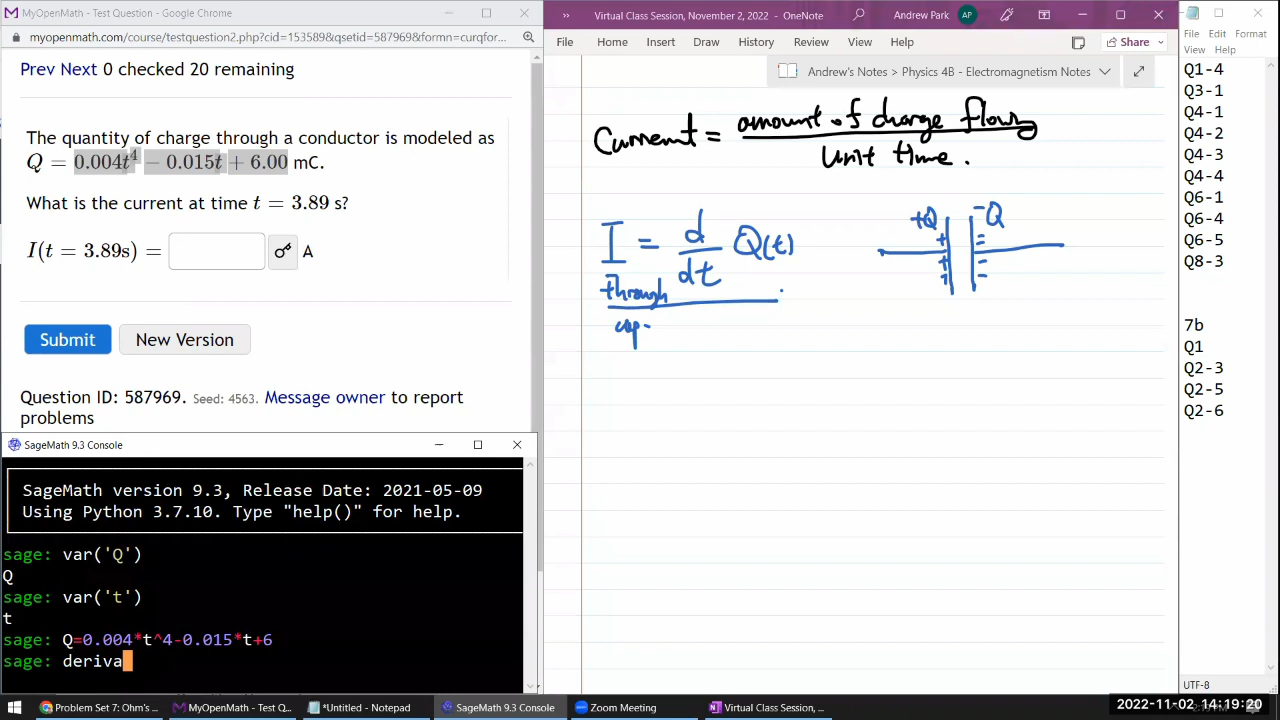 MyOpenMath - Test Question - Google Chrome
myopenmath.com/course/testquestion2.php?cid=153589&qsetid=587969&formn=curqfor...
Prev Next 0 checked 20 remaining
The quantity of charge through a conductor is modeled as
Q = 0.004t⁴ − 0.015t + 6.00 mC.
What is the current at time t = 3.89 s?
I(t = 3.89s) = A
Submit New Version
Question ID: 587969. Seed: 4563. Message owner to report
problems
SageMath 9.3 Console
SageMath version 9.3, Release Date: 2021-05-09
Using Python 3.7.10. Type "help()" for help.
sage: var('Q')
Q
sage: var('t')
t
sage: Q=0.004*t^4-0.015*t+6
sage: deriva
Virtual Class Session, November 2, 2022 - OneNote
Andrew Park AP
File Home Insert Draw History Review View Help
Share
Andrew's Notes > Physics 4B - Electromagnetism Notes
Current = amount of charge flowing
Unit time.
I = d/dt Q(t)
through
cap-
+Q -Q
+ =
+ =
+ =
File Edit Format
View Help
Q1-4
Q3-1
Q4-1
Q4-2
Q4-3
Q4-4
Q6-1
Q6-4
Q6-5
Q8-3
7b
Q1
Q2-3
Q2-5
Q2-6
UTF-8
Problem Set 7: Ohm's ... MyOpenMath - Test Q... *Untitled - Notepad SageMath 9.3 Console Zoom Meeting Virtual Class Session, ...
2022-11-02 14:19:20